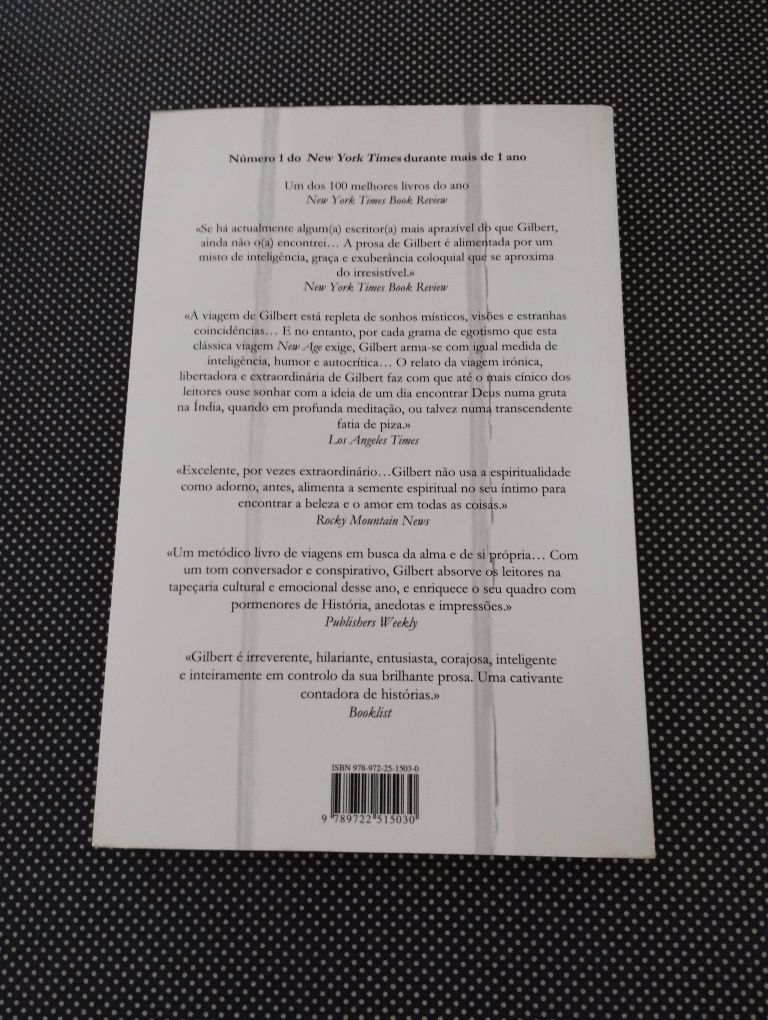 Número 1 do New York Times durante mais de 1 ano
Um dos 100 melhores livros do ano
New York Times Book Review
«Se há actualmente algum(a) escritor(a) mais aprazível do que Gilbert,
ainda não o(a) encontrei… A prosa de Gilbert é alimentada por um
misto de inteligência, graça e exuberância coloquial que se aproxima
do irresistível.»
New York Times Book Review
«A viagem de Gilbert está repleta de sonhos místicos, visões e estranhas
coincidências… E no entanto, por cada grama de egotismo que esta
clássica viagem New Age exige, Gilbert arma-se com igual medida de
inteligência, humor e autocrítica… O relato da viagem irónica,
libertadora e extraordinária de Gilbert faz com que até o mais cínico dos
leitores ouse sonhar com a ideia de um dia encontrar Deus numa gruta
na Índia, quando em profunda meditação, ou talvez numa transcendente
fatia de piza.»
Los Angeles Times
«Excelente, por vezes extraordinário…Gilbert não usa a espiritualidade
como adorno, antes, alimenta a semente espiritual no seu íntimo para
encontrar a beleza e o amor em todas as coisas.»
Rocky Mountain News
«Um metódico livro de viagens em busca da alma e de si própria… Com
um tom conversador e conspirativo, Gilbert absorve os leitores na
tapeçaria cultural e emocional desse ano, e enriquece o seu quadro com
pormenores de História, anedotas e impressões.»
Publishers Weekly
«Gilbert é irreverente, hilariante, entusiasta, corajosa, inteligente
e inteiramente em controlo da sua brilhante prosa. Uma cativante
contadora de histórias.»
Booklist
ISBN 978-972-25-1503-0
9 789722 515030